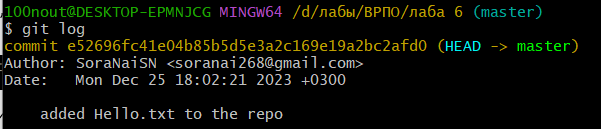 100nout@DESKTOP-EPMNJCG MINGW64 /d/лабы/ВРПО/лаба 6 (master)
$ git log
commit e52696fc41e04b85b5d5e3a2c169e19a2bc2afd0 (HEAD -> master)
Author: SoraNaiSN <soranai268@gmail.com>
Date:   Mon Dec 25 18:02:21 2023 +0300
    added Hello.txt to the repo